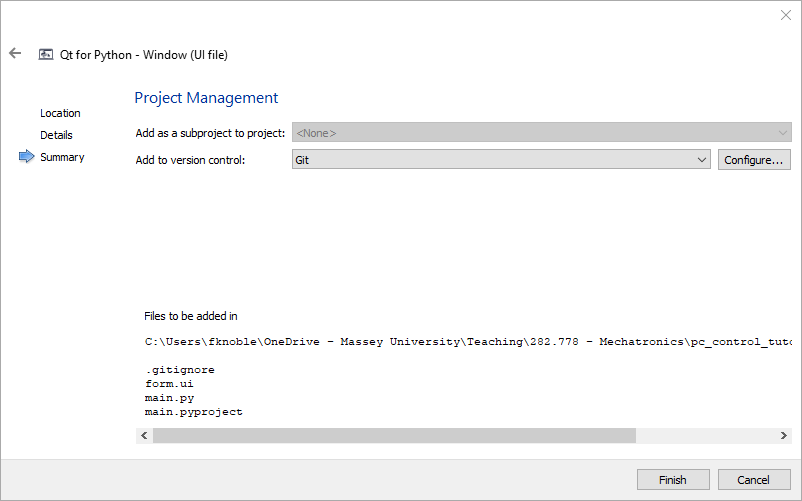 Qt for Python - Window (UI file)
Project Management
Location
Details
Summary
Add as a subproject to project: <None>
Add to version control: Git Configure...
Files to be added in
C:\Users\fknoble\OneDrive - Massey University\Teaching\282.778 - Mechatronics\pc_control_tuto
.gitignore
form.ui
main.py
main.pyproject
Finish Cancel